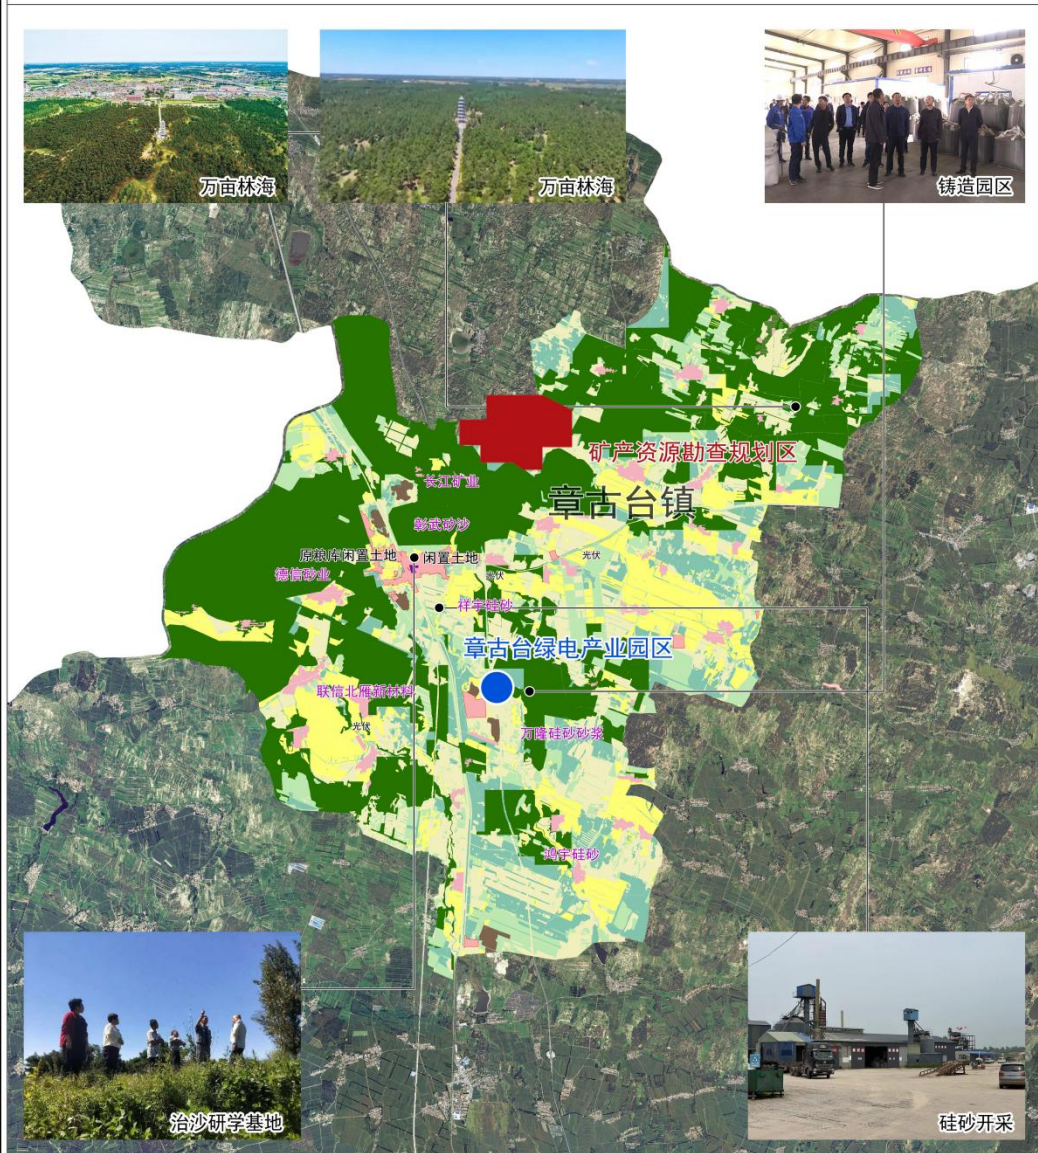 万亩林海
万亩林海
铸造园区
矿产资源勘查规划区
长江矿业
章古台镇
彰武砂沙
原粮库闲置土地
闲置土地
光伏
德信砂业
光伏
祥宇硅砂
章古台绿电产业园区
联信北雁新材料
光伏
万隆硅砂砂浆
鸿宇硅砂
治沙研学基地
硅砂开采